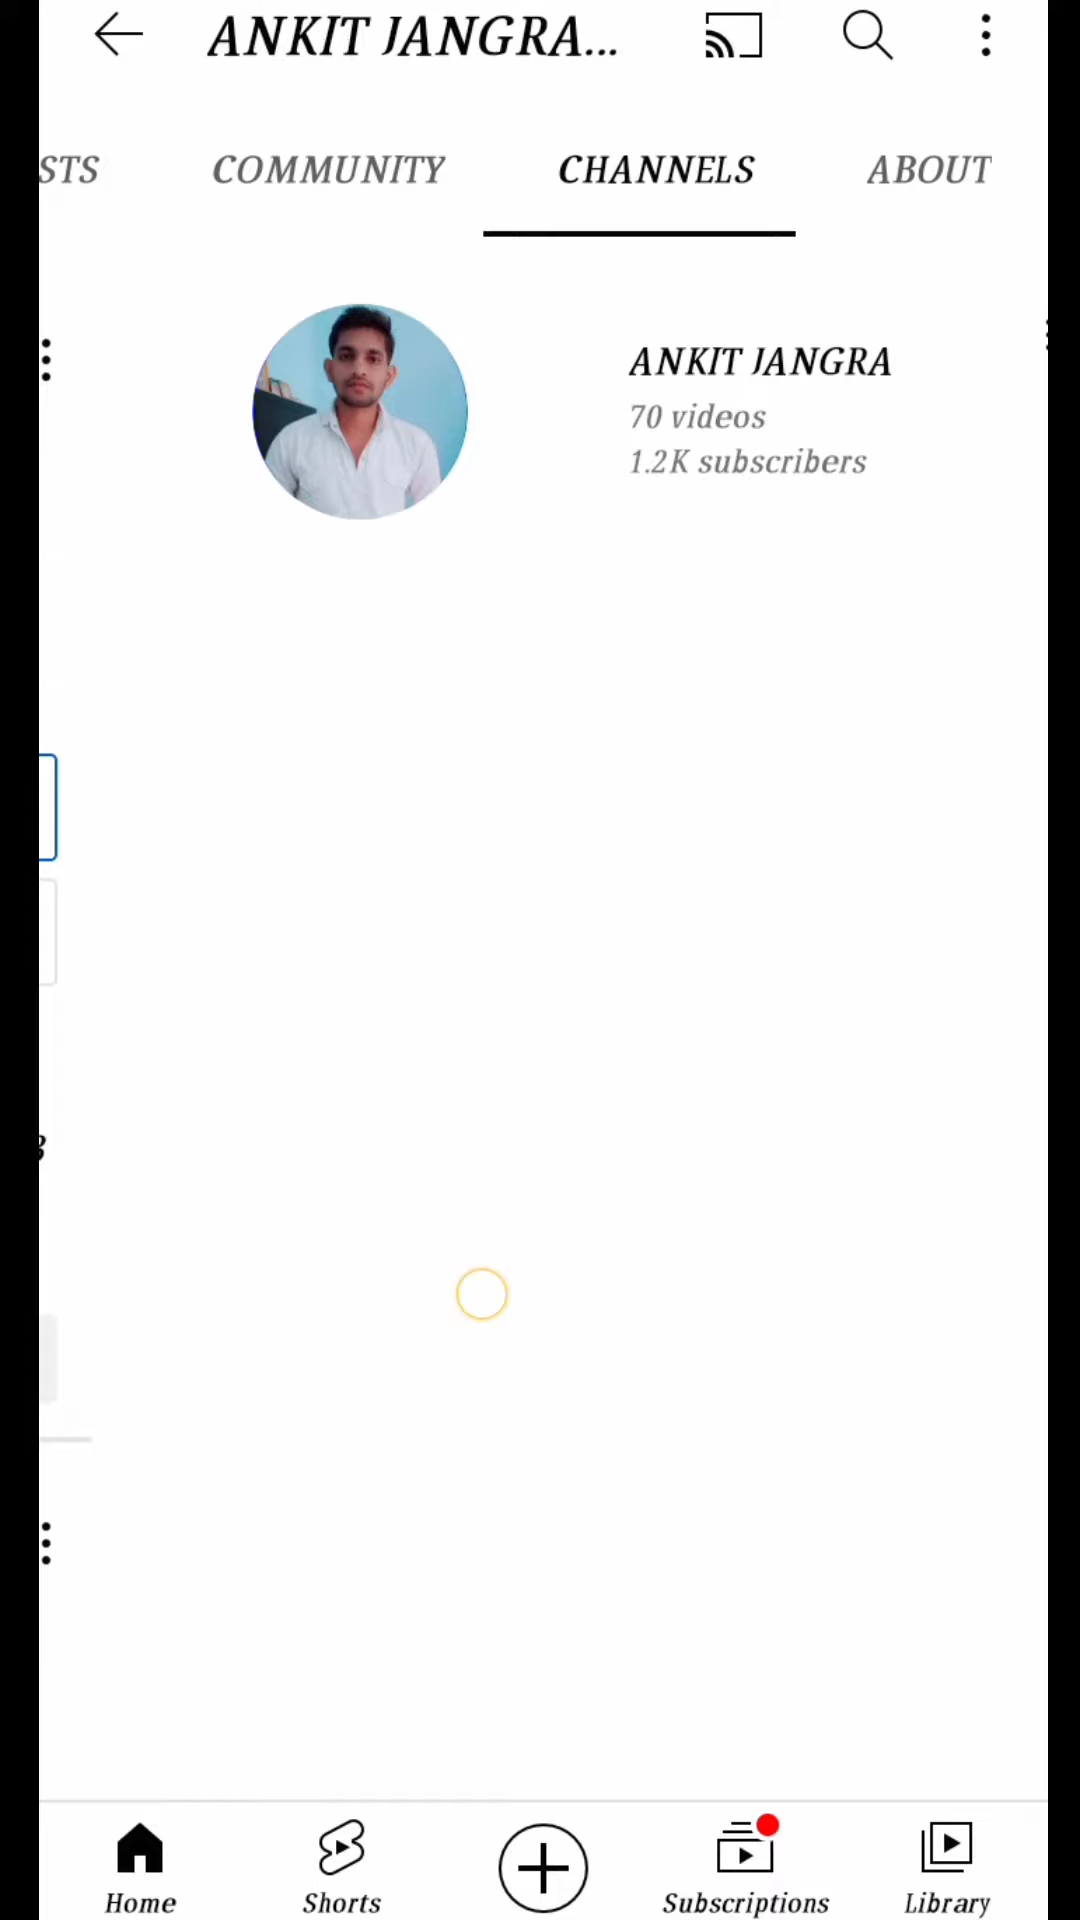 ANKIT JANGRA...
STS COMMUNITY CHANNELS ABOUT
ANKIT JANGRA
70 videos
1.2K subscribers
Home Shorts Subscriptions Library